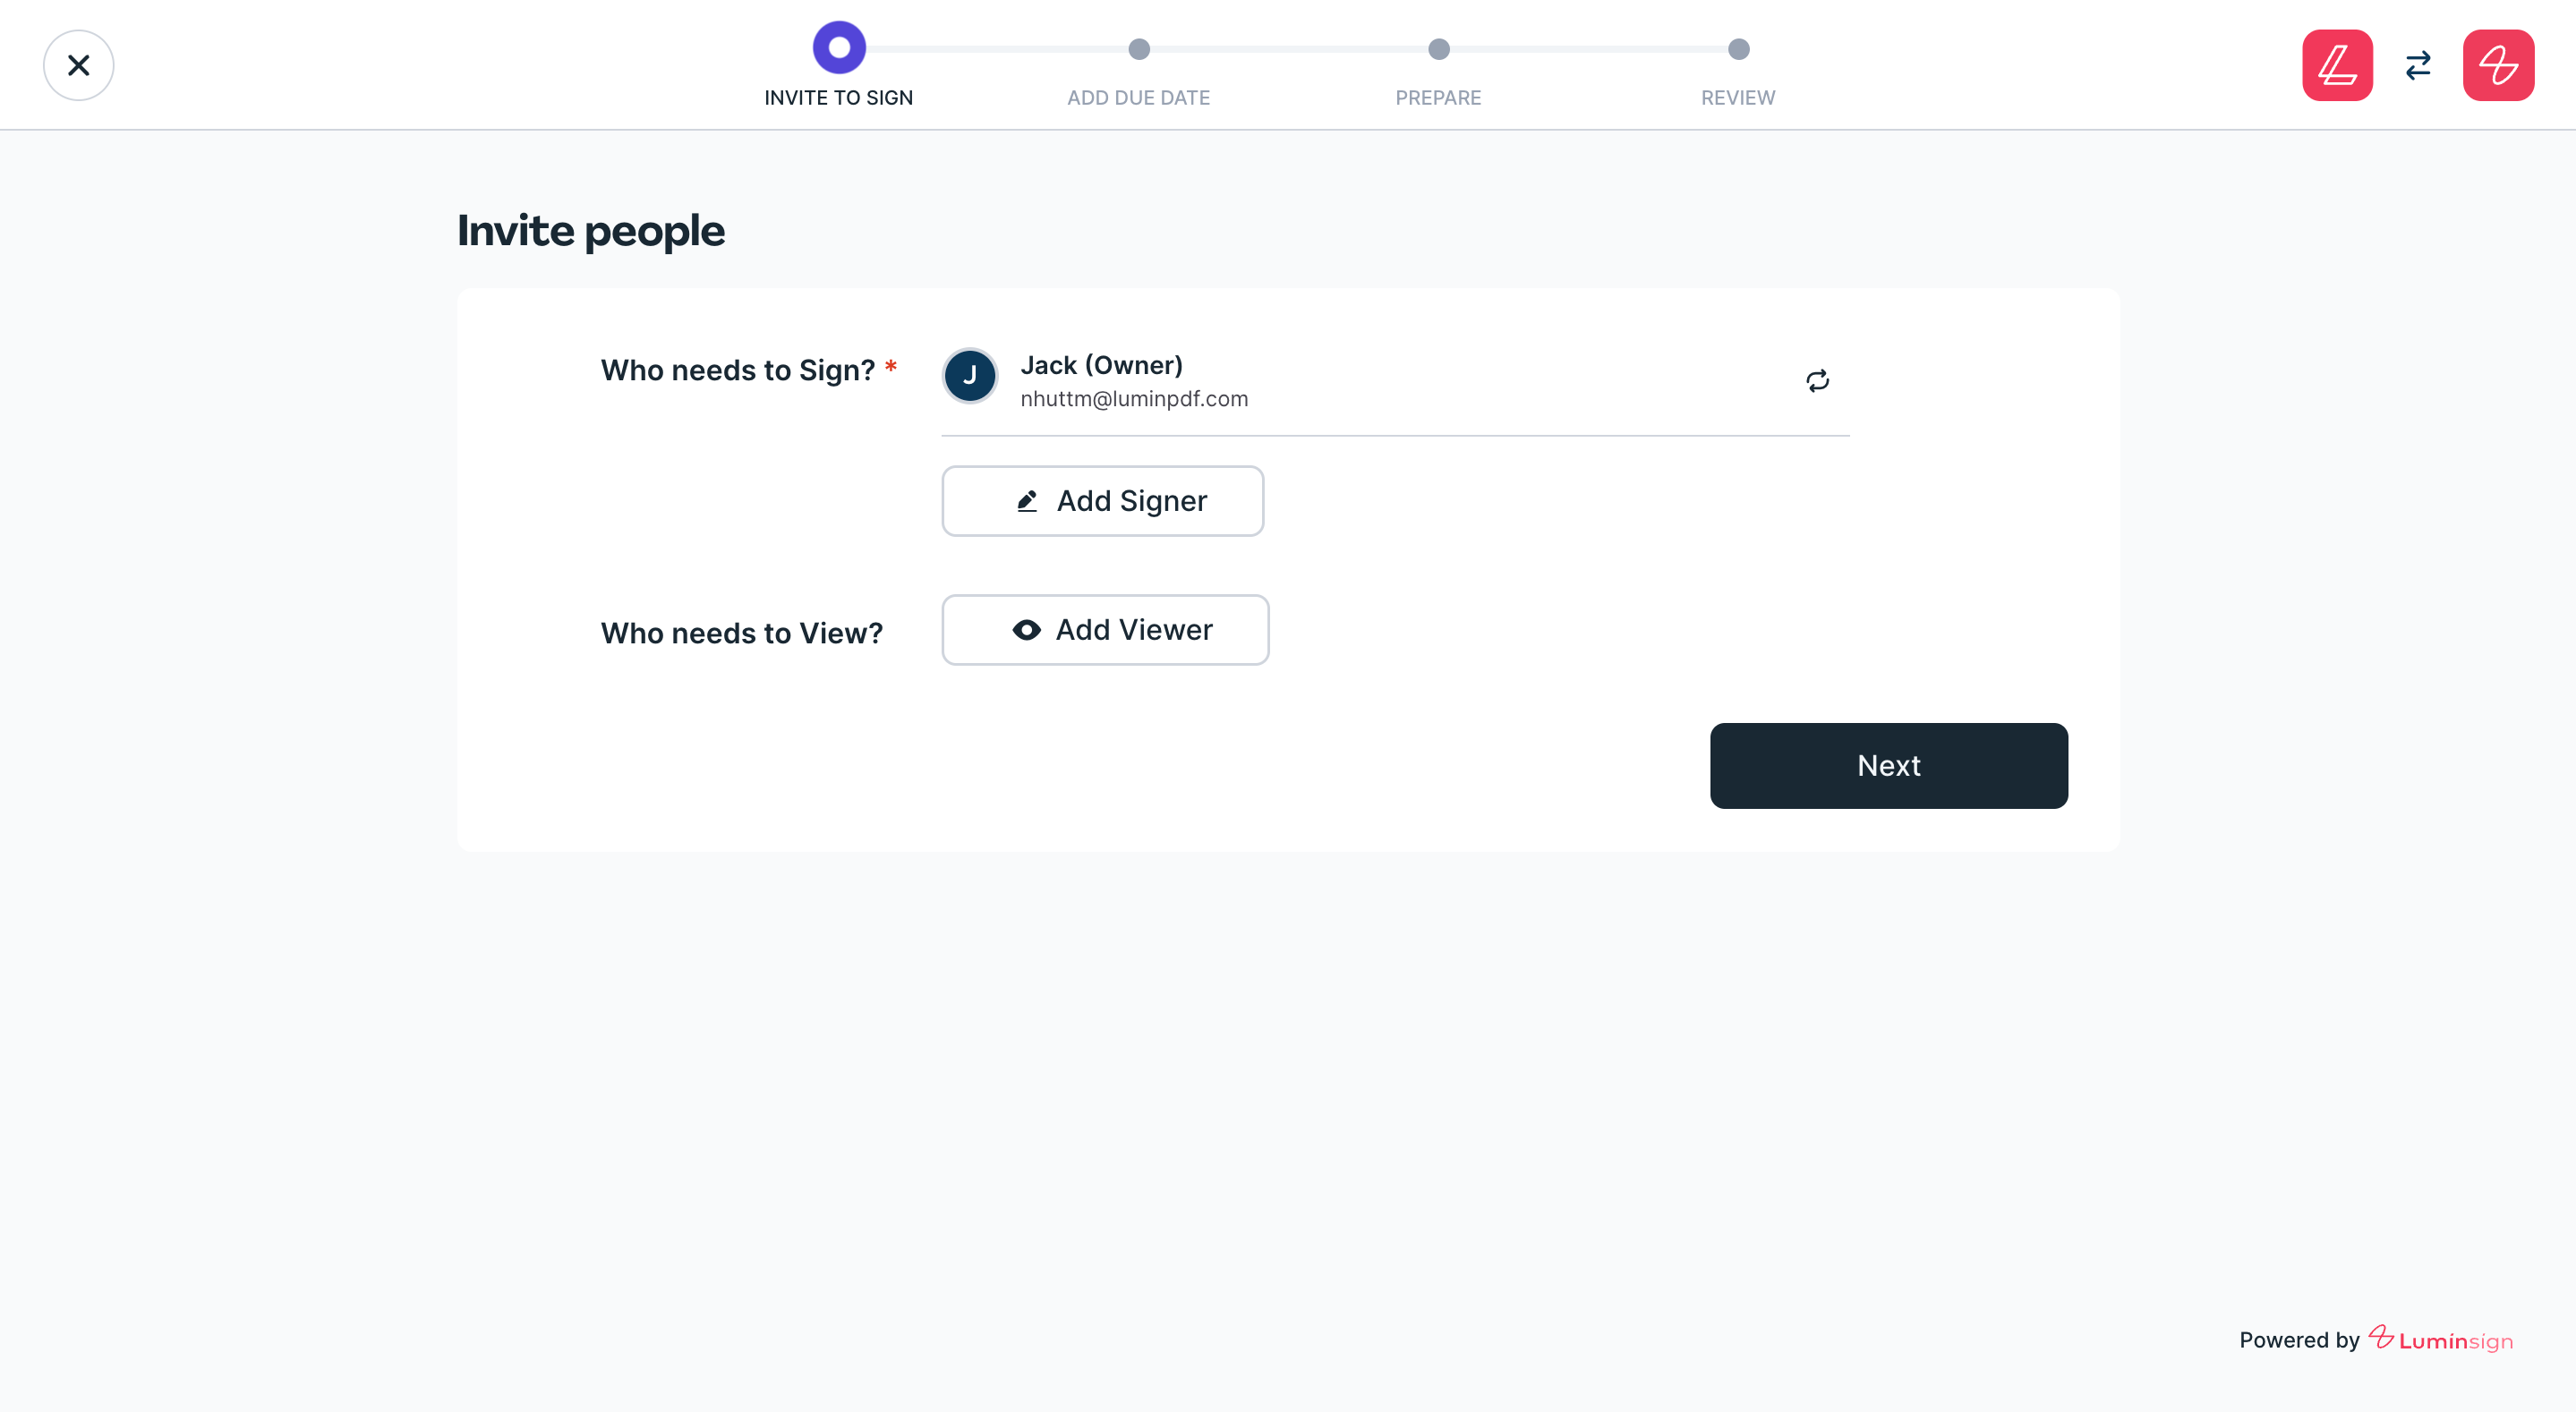 INVITE TO SIGN
ADD DUE DATE
PREPARE
REVIEW
Invite people
Who needs to Sign? *
J
Jack (Owner)
nhuttm@luminpdf.com
Add Signer
Who needs to View?
Add Viewer
Next
Powered by Luminsign